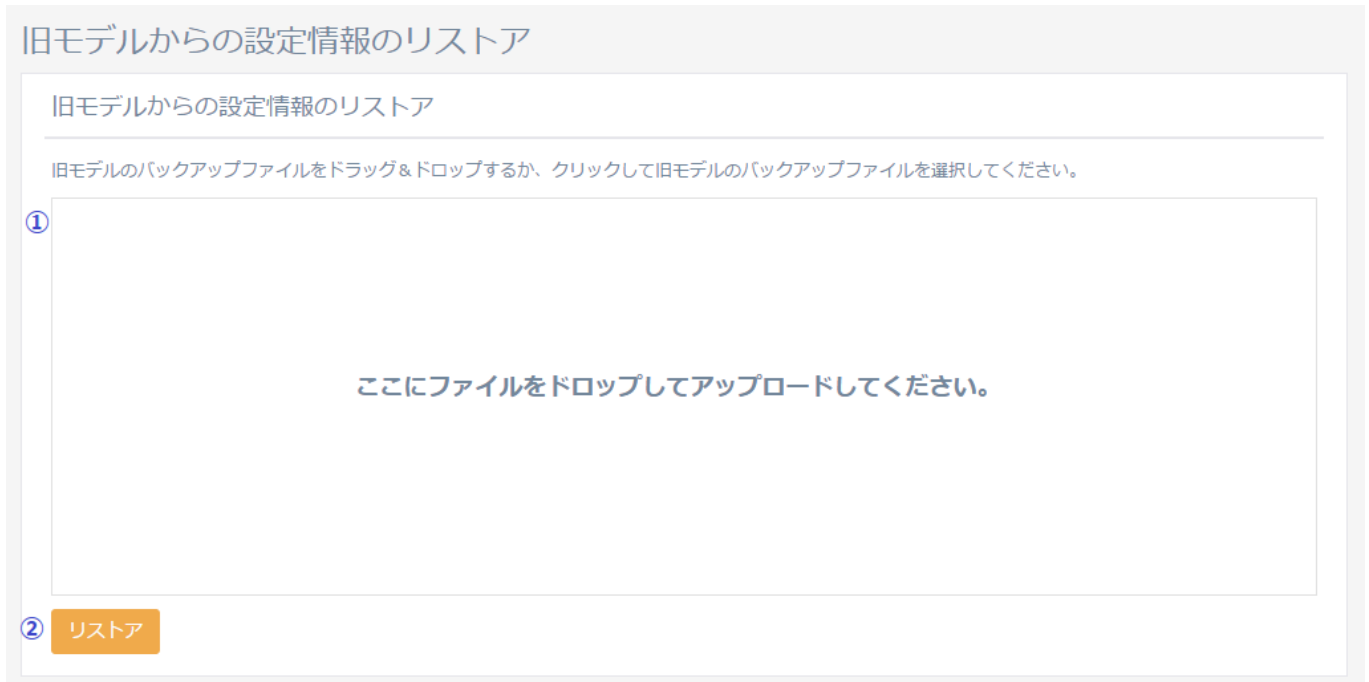 旧モデルからの設定情報のリストア
旧モデルからの設定情報のリストア
旧モデルのバックアップファイルをドラッグ&ドロップするか、クリックして旧モデルのバックアップファイルを選択してください。
①
ここにファイルをドロップしてアップロードしてください。
② リストア